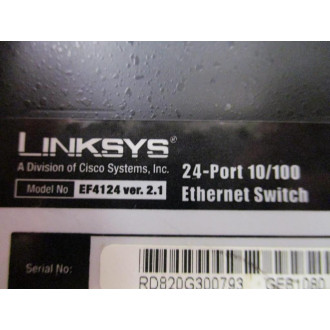 LINKSYS®
A Division of Cisco Systems, Inc.
24-Port 10/100
Model No EF4124 ver. 2.1
Ethernet Switch
Serial No:
RD820G300793